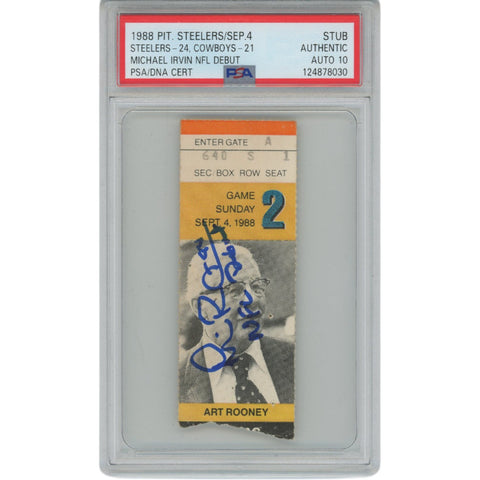 1988 PIT. STEELERS/SEP.4
STEELERS-24, COWBOYS-21
MICHAEL IRVIN NFL DEBUT
PSA/DNA CERT
STUB
AUTHENTIC
AUTO 10
124878030
PSA
ENTER GATE A
640 S 1
SEC/BOX ROW SEAT
GAME
SUNDAY
SEPT 4, 1988
2
NFL
ART ROONEY